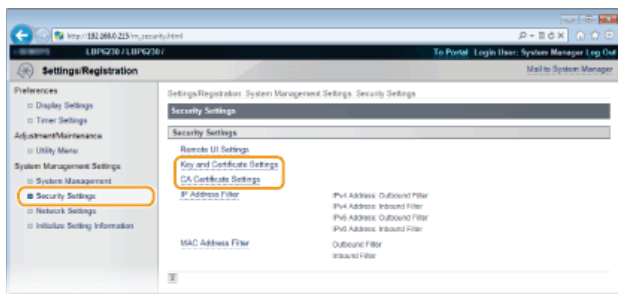 http://192.168.0.215/m_security.html
LBP6230 / LBP6230 /
To Portal Login User: System Manager Log Out
Settings/Registration
Mail to System Manager
Preferences
Display Settings
Timer Settings
Adjustment/Maintenance
Utility Menu
System Management Settings
System Management
Security Settings
Network Settings
Initialize Setting Information
Settings/Registration: System Management Settings: Security Settings
Security Settings
Security Settings
Remote UI Settings
Key and Certificate Settings
CA Certificate Settings
IP Address Filter
IPv4 Address: Outbound Filter
IPv4 Address: Inbound Filter
IPv6 Address: Outbound Filter
IPv6 Address: Inbound Filter
MAC Address Filter
Outbound Filter
Inbound Filter